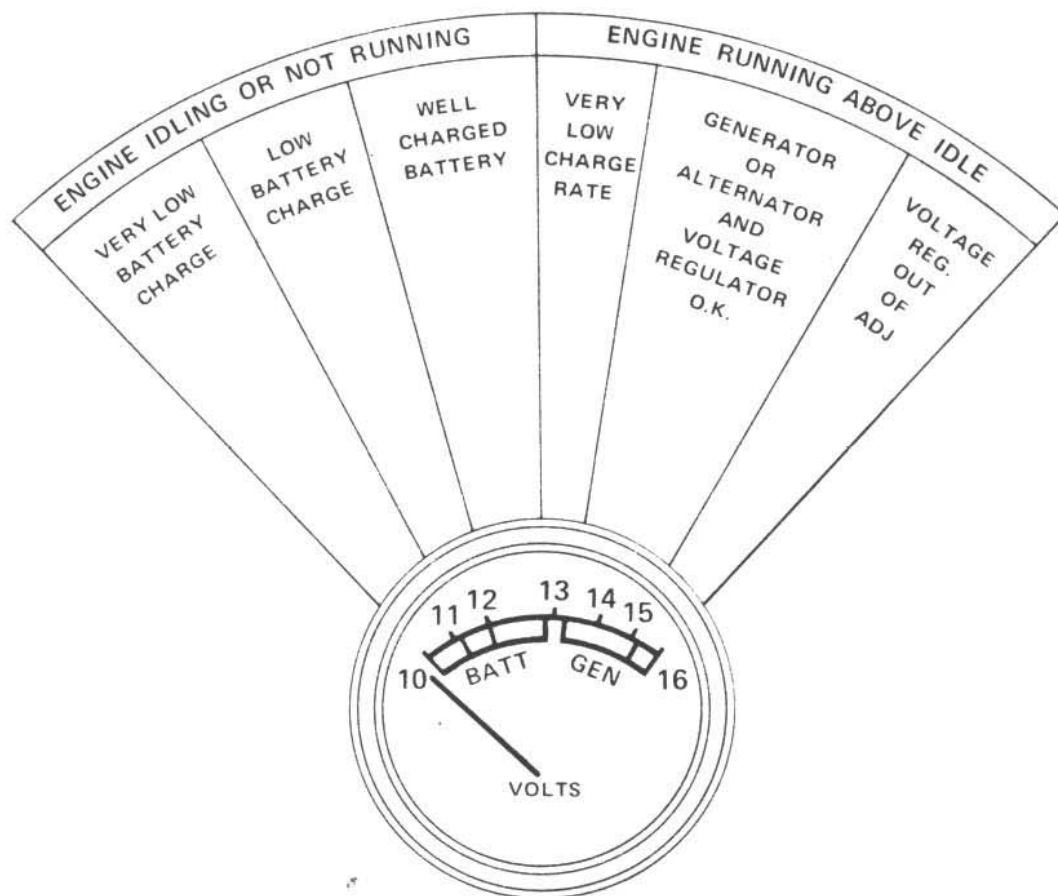 ENGINE IDLING OR NOT RUNNING
ENGINE RUNNING ABOVE IDLE
VERY LOW
BATTERY
CHARGE
LOW
BATTERY
CHARGE
WELL
CHARGED
BATTERY
VERY
LOW
CHARGE
RATE
GENERATOR
OR
ALTERNATOR
AND
VOLTAGE
REGULATOR
O.K.
VOLTAGE
REG.
OUT
OF
ADJ
10 11 12 13 14 15 16
BATT GEN
VOLTS